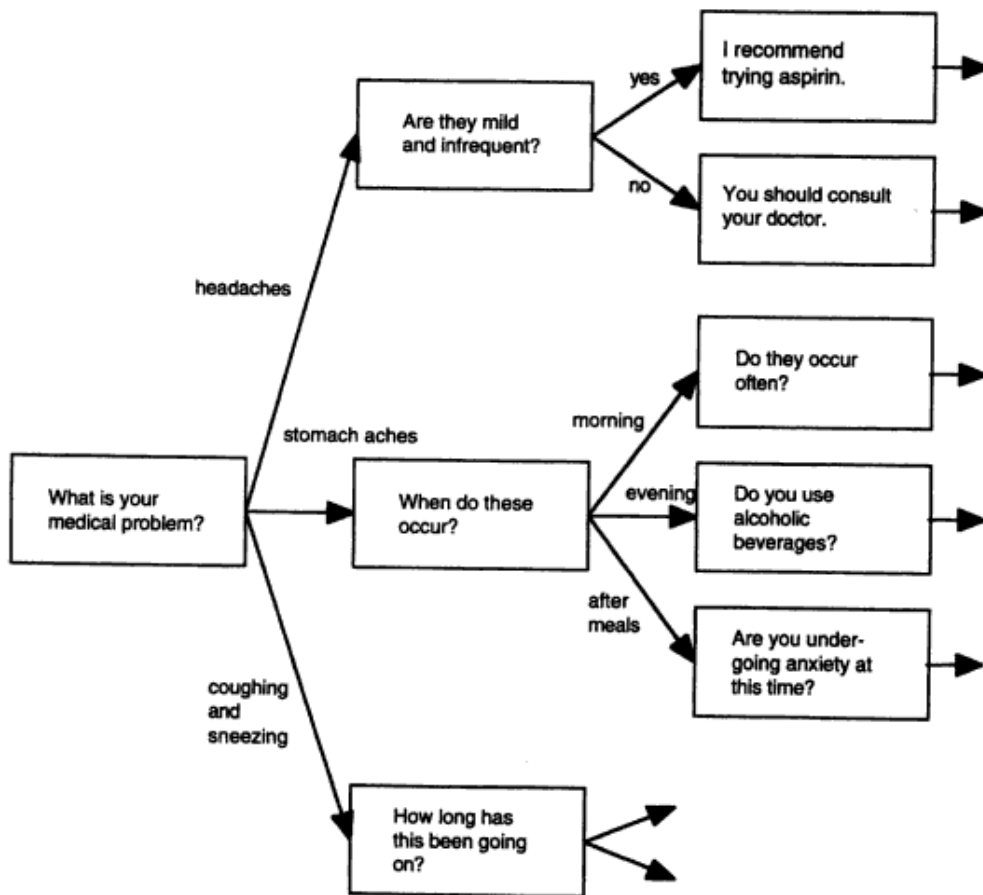 I recommend
trying aspirin.
yes
Are they mild
and infrequent?
no
You should consult
your doctor.
headaches
Do they occur
often?
morning
stomach aches
What is your
medical problem?
When do these
occur?
evening
Do you use
alcoholic
beverages?
after
meals
Are you under-
going anxiety at
this time?
coughing
and
sneezing
How long has
this been going
on?